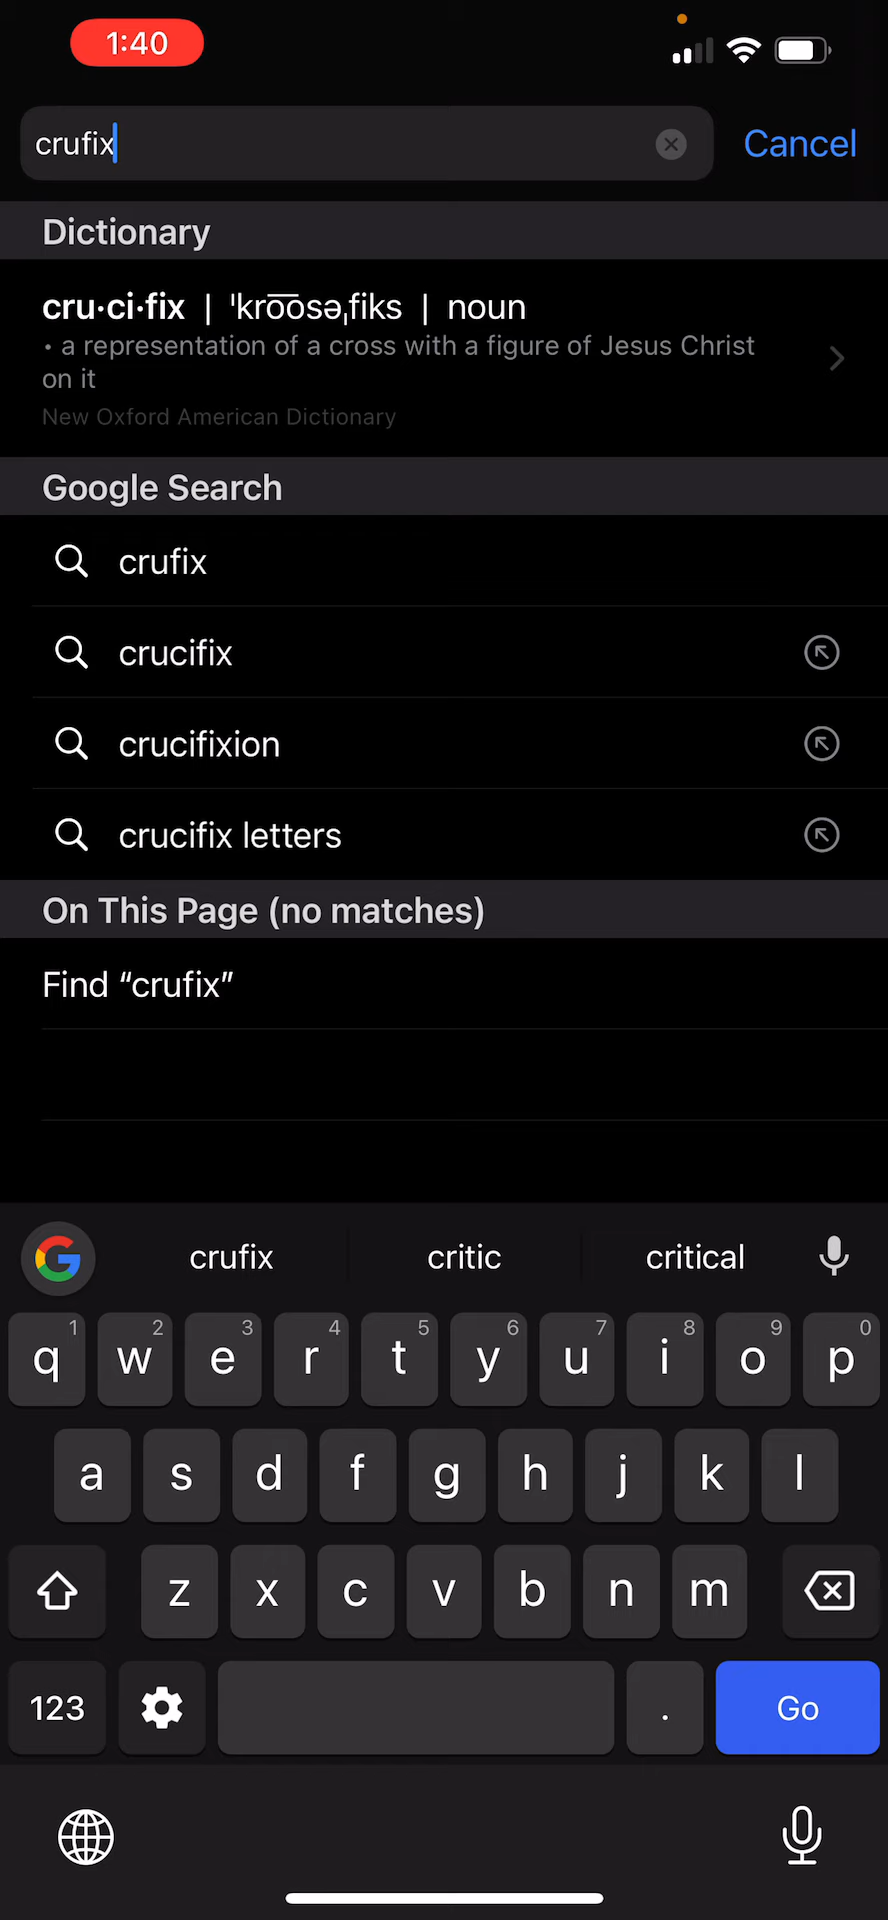 1:40
crufix
Cancel
Dictionary
cru·ci·fix | ˈkro͞osəˌfiks | noun
• a representation of a cross with a figure of Jesus Christ
on it
New Oxford American Dictionary
Google Search
crufix
crucifix
crucifixion
crucifix letters
On This Page (no matches)
Find “crufix”
crufix critic critical
1 2 3 4 5 6 7 8 9 0
q w e r t y u i o p
a s d f g h j k l
z x c v b n m
123 . Go